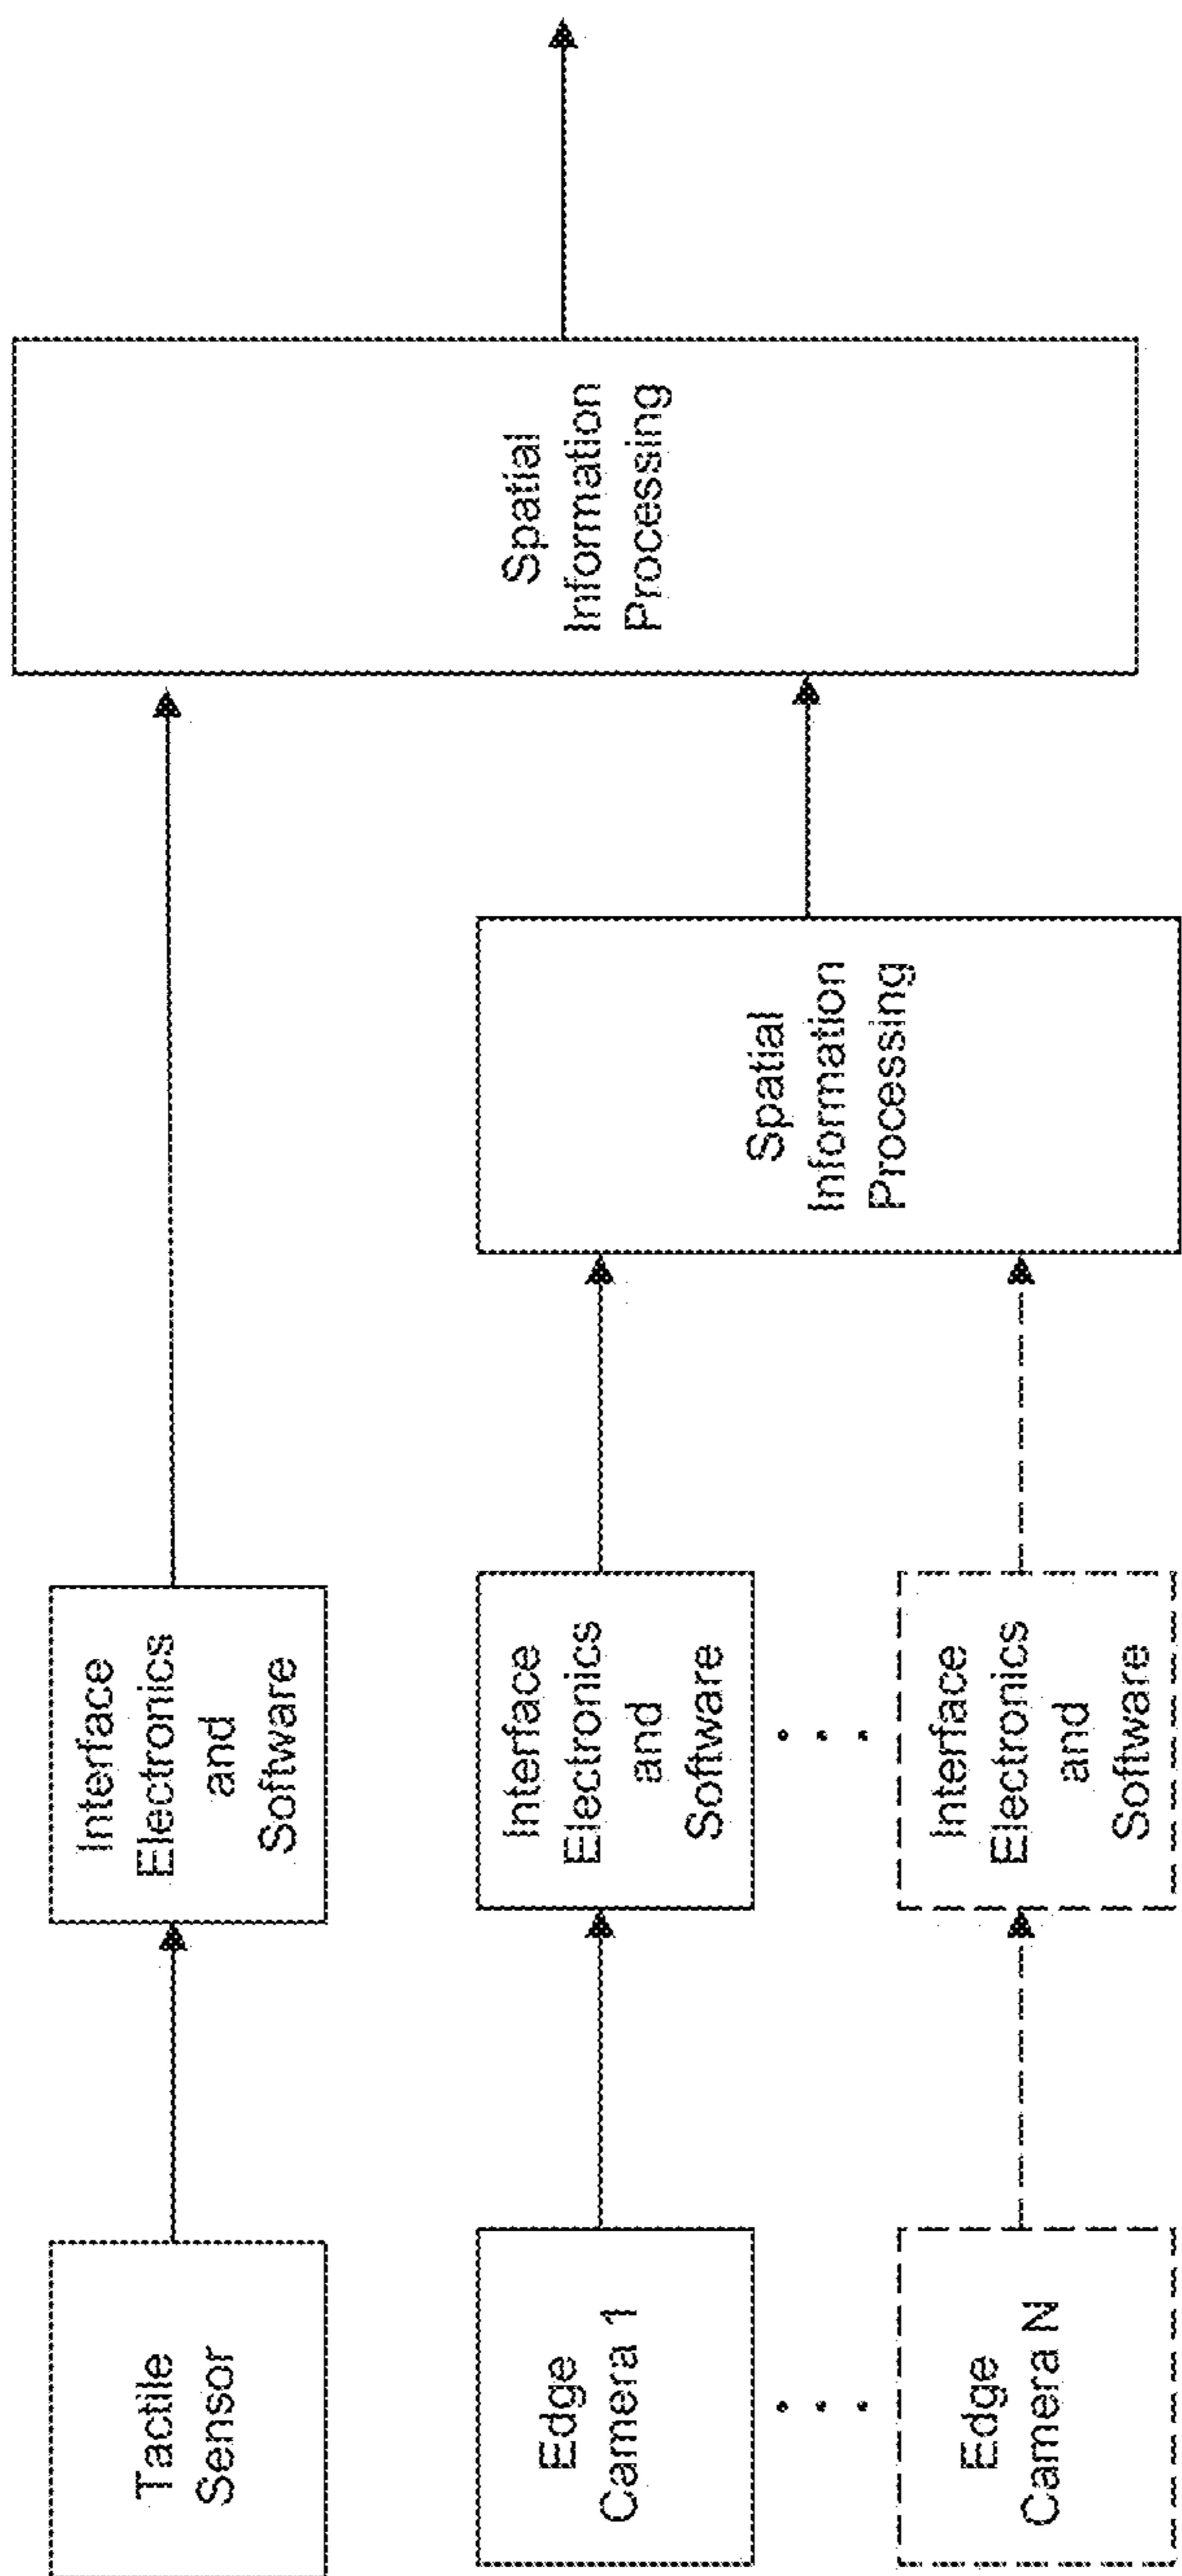 Tactile
Sensor
Interface
Electronics
and
Software
Edge
Camera 1
Interface
Electronics
and
Software
Edge
Camera N
Interface
Electronics
and
Software
Spatial
Information
Processing
Spatial
Information
Processing